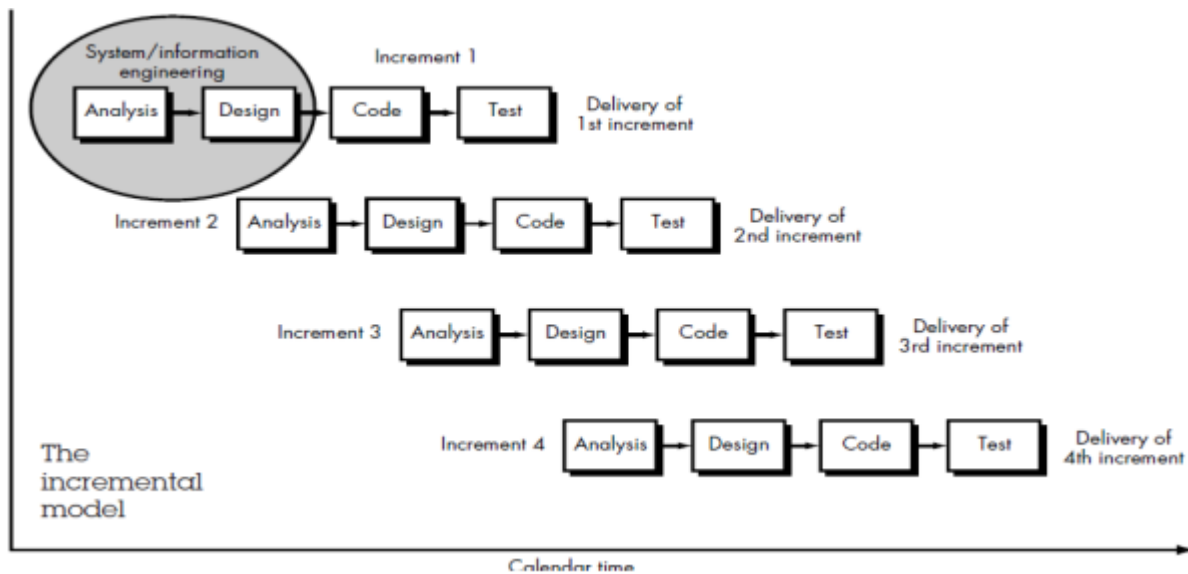 System/information
engineering
Increment 1
Analysis
Design
Code
Test
Delivery of
1st increment
Increment 2
Analysis
Design
Code
Test
Delivery of
2nd increment
Increment 3
Analysis
Design
Code
Test
Delivery of
3rd increment
Increment 4
Analysis
Design
Code
Test
Delivery of
4th increment
The
incremental
model
Calendar time